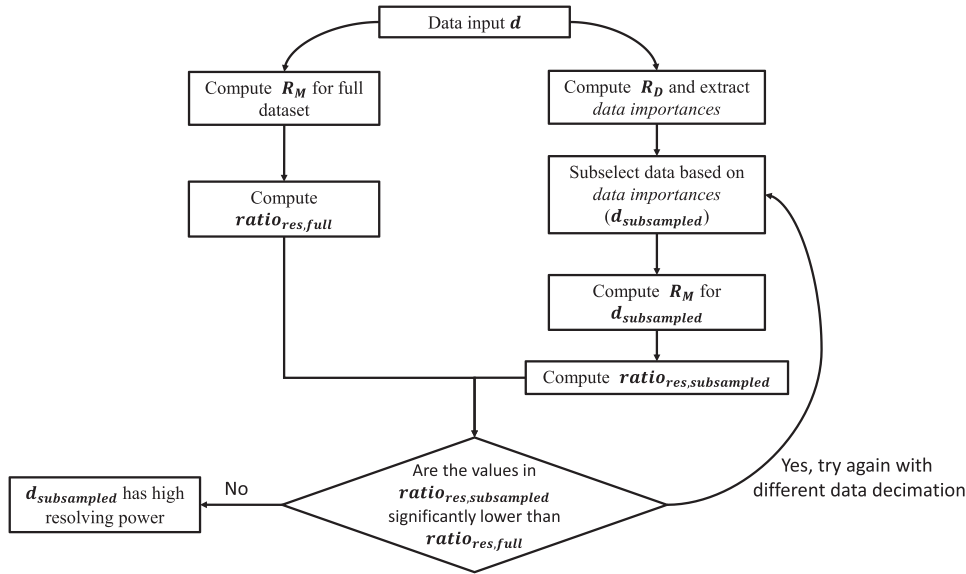 Data input d
Compute R_M for full
dataset
Compute R_D and extract
data importances
Compute
ratio_res,full
Subselect data based on
data importances
(d_subsampled)
Compute R_M for
d_subsampled
Compute ratio_res,subsampled
Are the values in
ratio_res,subsampled
significantly lower than
ratio_res,full
No
d_subsampled has high
resolving power
Yes, try again with
different data decimation